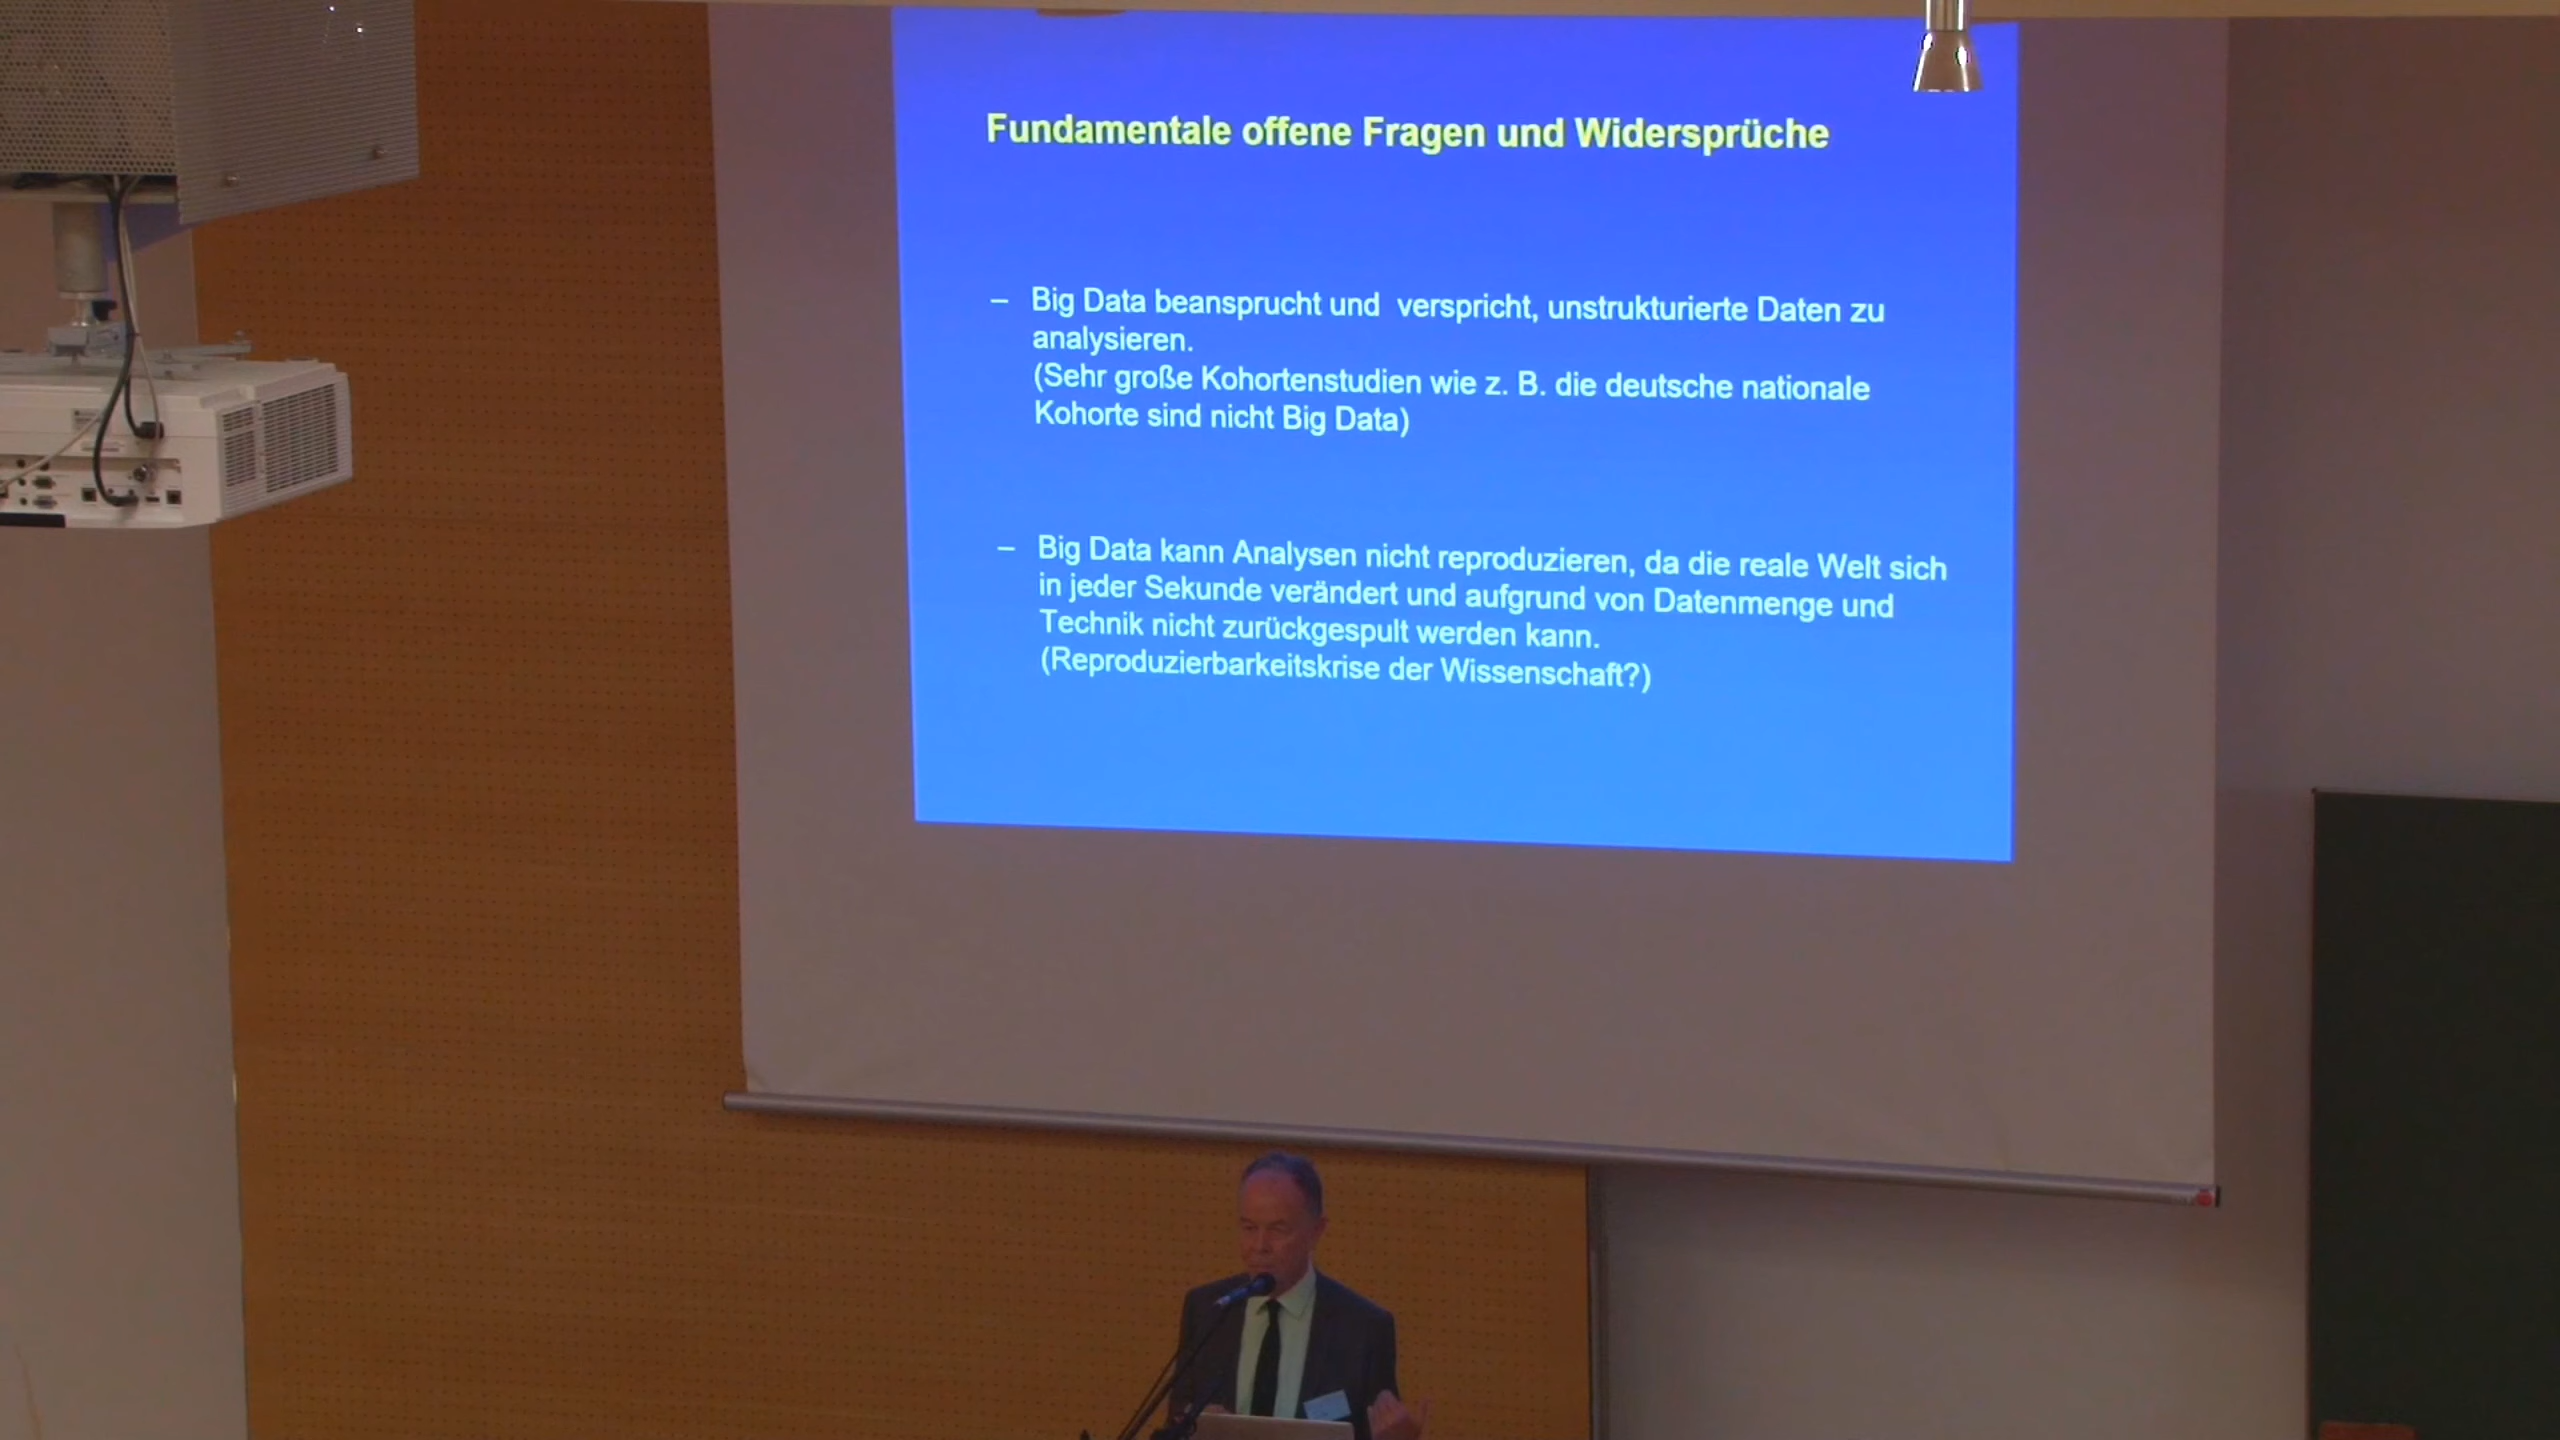 Fundamentale offene Fragen und Widersprüche
– Big Data beansprucht und verspricht, unstrukturierte Daten zu
analysieren.
(Sehr große Kohortenstudien wie z. B. die deutsche nationale
Kohorte sind nicht Big Data)
– Big Data kann Analysen nicht reproduzieren, da die reale Welt sich
in jeder Sekunde verändert und aufgrund von Datenmenge und
Technik nicht zurückgespult werden kann.
(Reproduzierbarkeitskrise der Wissenschaft?)